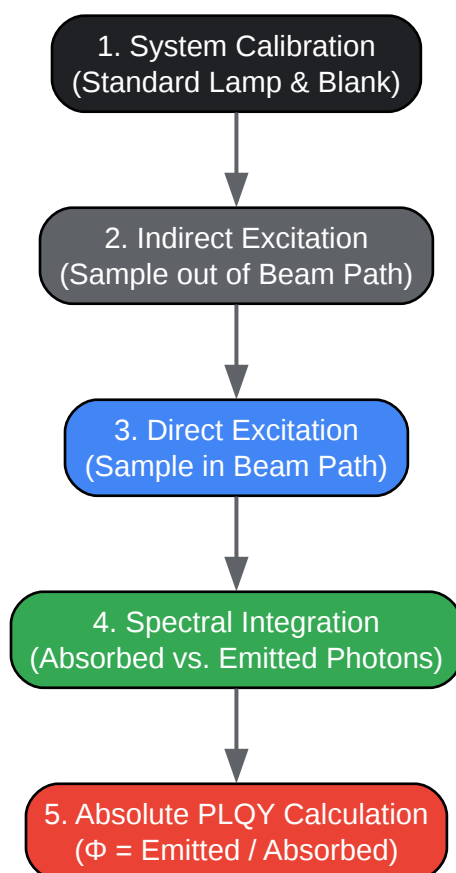 1. System Calibration
(Standard Lamp & Blank)
2. Indirect Excitation
(Sample out of Beam Path)
3. Direct Excitation
(Sample in Beam Path)
4. Spectral Integration
(Absorbed vs. Emitted Photons)
5. Absolute PLQY Calculation
(Φ = Emitted / Absorbed)